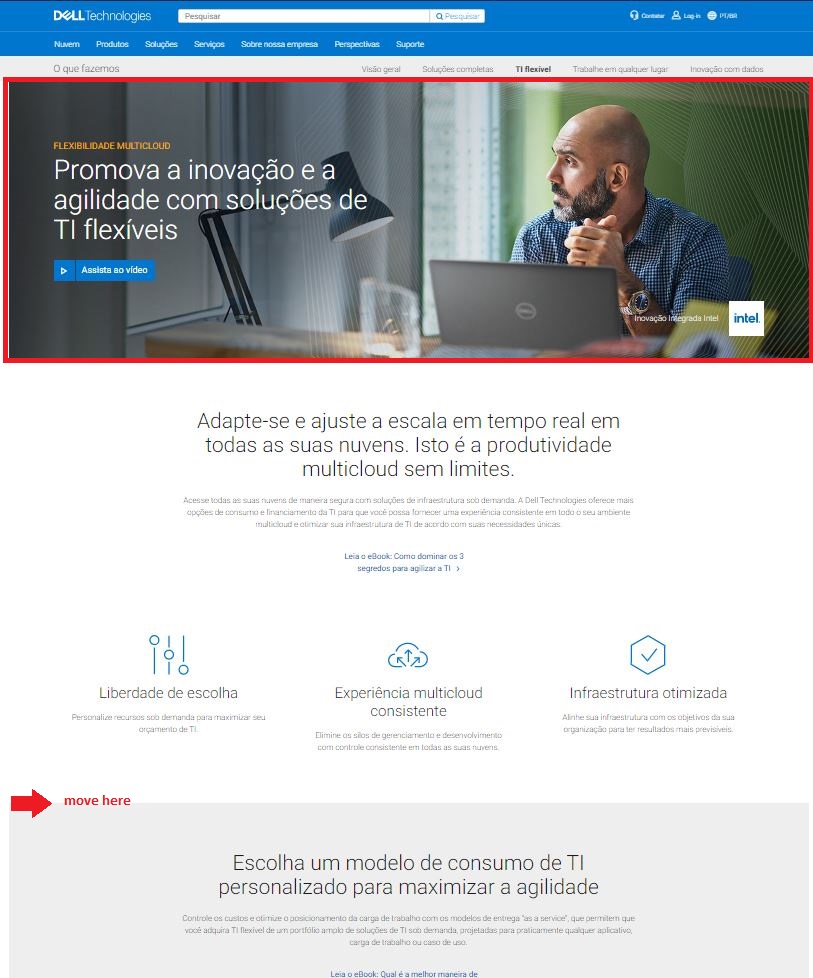 DELLTechnologies
Pesquisar
Pesquisar
Contatar
Log-in
PT/BR
Nuvem Produtos Soluções Serviços Sobre nossa empresa Perspectivas Suporte
O que fazemos
Visão geral Soluções completas TI flexível Trabalhe em qualquer lugar Inovação com dados
FLEXIBILIDADE MULTICLOUD
Promova a inovação e a
agilidade com soluções de
TI flexíveis
Assista ao vídeo
DELL
Inovação Integrada Intel
intel.
Adapte-se e ajuste a escala em tempo real em
todas as suas nuvens. Isto é a produtividade
multicloud sem limites.
Acesse todas as suas nuvens de maneira segura com soluções de infraestrutura sob demanda. A Dell Technologies oferece mais
opções de consumo e financiamento da TI para que você possa fornecer uma experiência consistente em todo o seu ambiente
multicloud e otimizar sua infraestrutura de TI de acordo com suas necessidades únicas.
Leia o eBook: Como dominar os 3
segredos para agilizar a TI >
Liberdade de escolha
Personalize recursos sob demanda para maximizar seu
orçamento de TI.
Experiência multicloud
consistente
Elimine os silos de gerenciamento e desenvolvimento
com controle consistente em todas as suas nuvens.
Infraestrutura otimizada
Alinhe sua infraestrutura com os objetivos da sua
organização para ter resultados mais previsíveis.
move here
Escolha um modelo de consumo de TI
personalizado para maximizar a agilidade
Controle os custos e otimize o posicionamento da carga de trabalho com os modelos de entrega "as a service", que permitem que
você adquira TI flexível de um portfólio amplo de soluções de TI sob demanda, projetadas para praticamente qualquer aplicativo,
carga de trabalho ou caso de uso.
Leia o eBook: Qual é a melhor maneira de